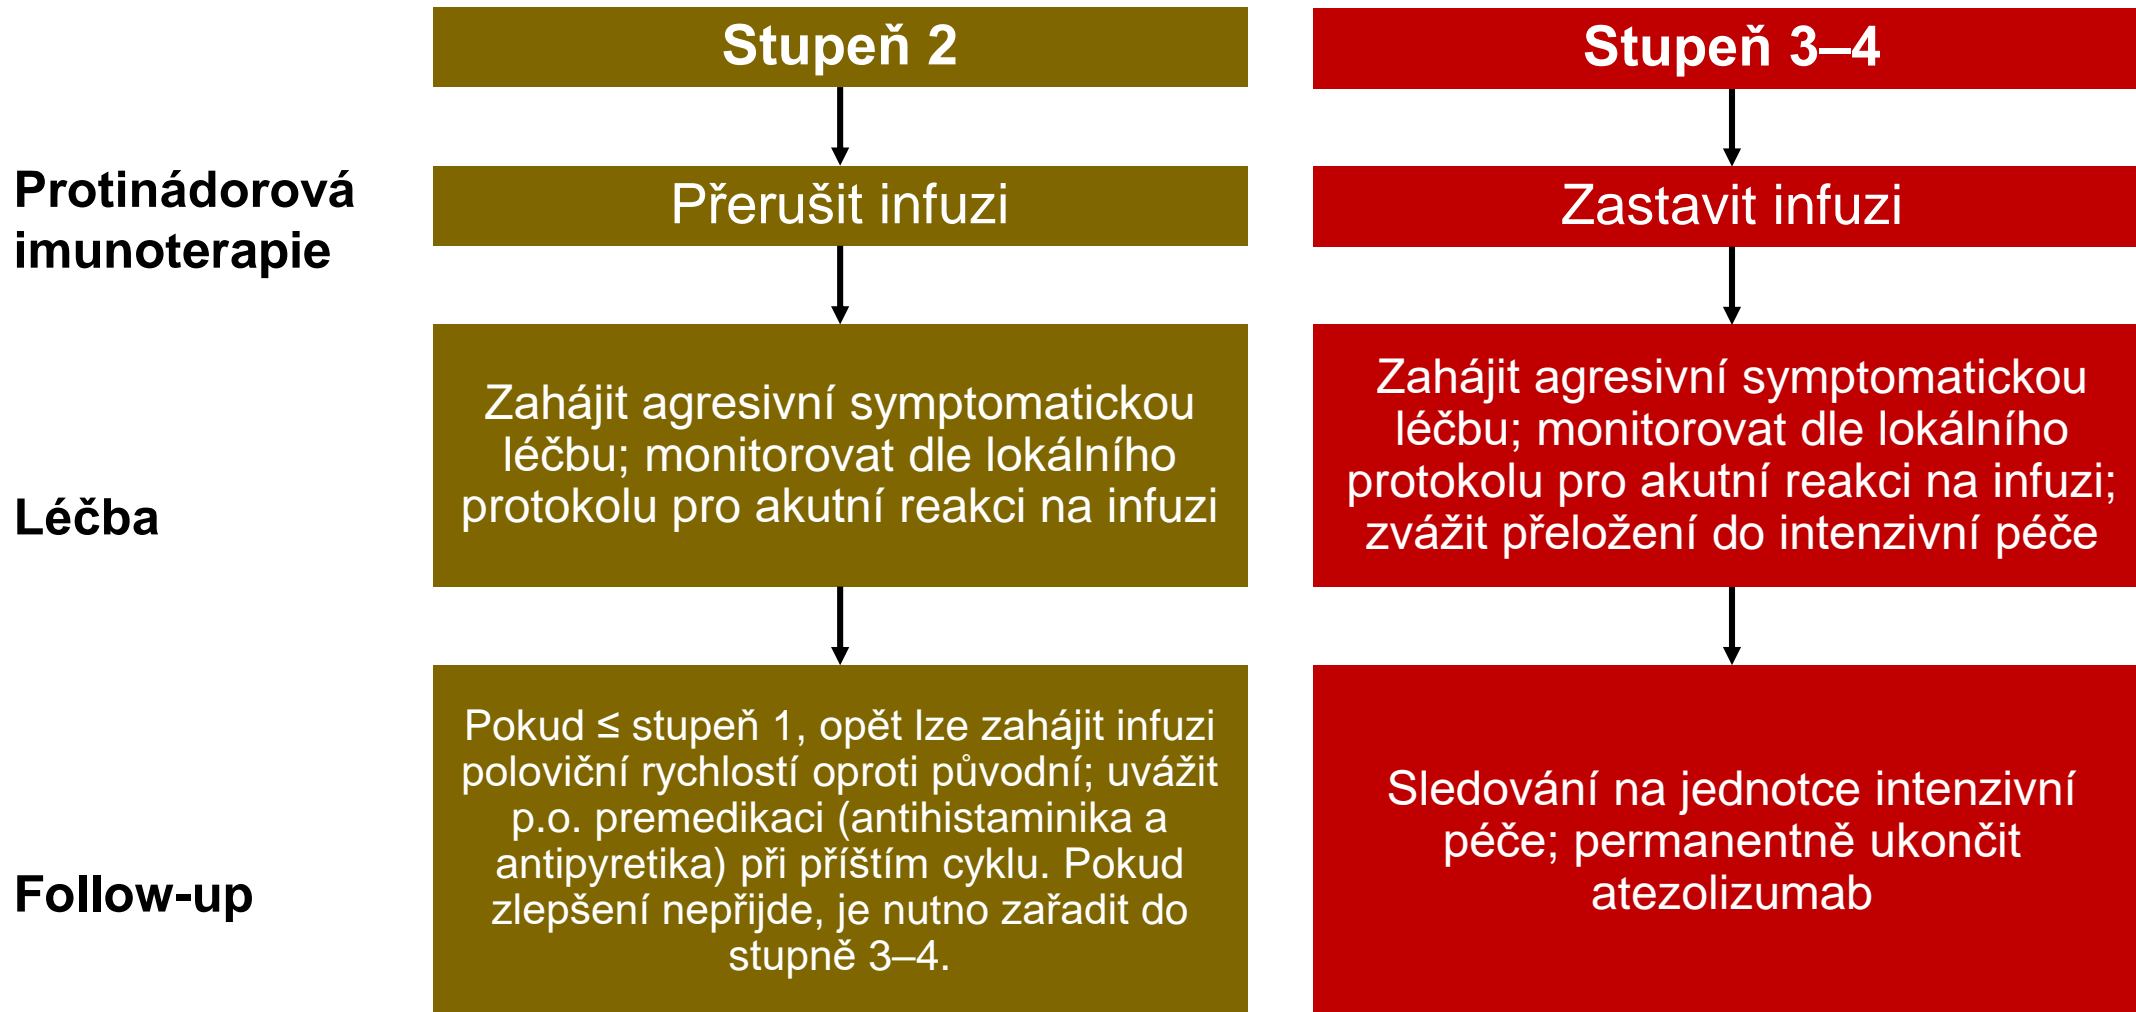 Stupeň 2
Stupeň 3–4
Protinádorová
imunoterapie
Přerušit infuzi
Zastavit infuzi
Léčba
Zahájit agresivní symptomatickou
léčbu; monitorovat dle lokálního
protokolu pro akutní reakci na infuzi
Zahájit agresivní symptomatickou
léčbu; monitorovat dle lokálního
protokolu pro akutní reakci na infuzi;
zvážit přeložení do intenzivní péče
Follow-up
Pokud ≤ stupeň 1, opět lze zahájit infuzi
poloviční rychlostí oproti původní; uvážit
p.o. premedikaci (antihistaminika a
antipyretika) při příštím cyklu. Pokud
zlepšení nepřijde, je nutno zařadit do
stupně 3–4.
Sledování na jednotce intenzivní
péče; permanentně ukončit
atezolizumab